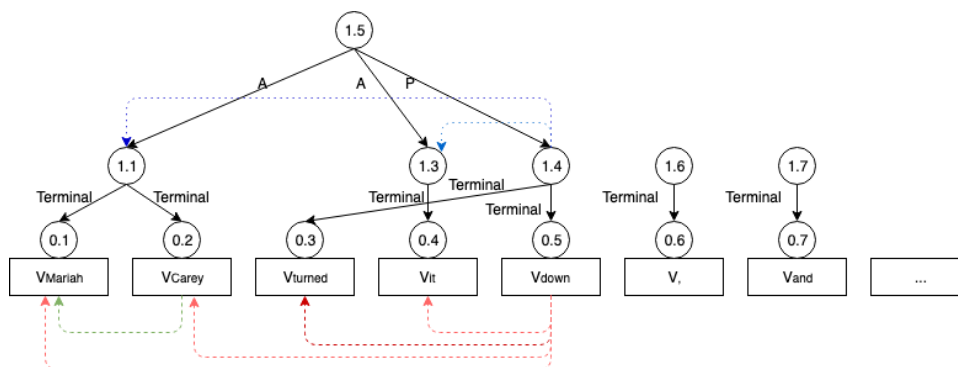 1.5
A A P
1.1 1.3 1.4 1.6 1.7
Terminal Terminal Terminal Terminal Terminal Terminal Terminal
0.1 0.2 0.3 0.4 0.5 0.6 0.7
VMariah VCarey Vturned Vit Vdown V, Vand ...